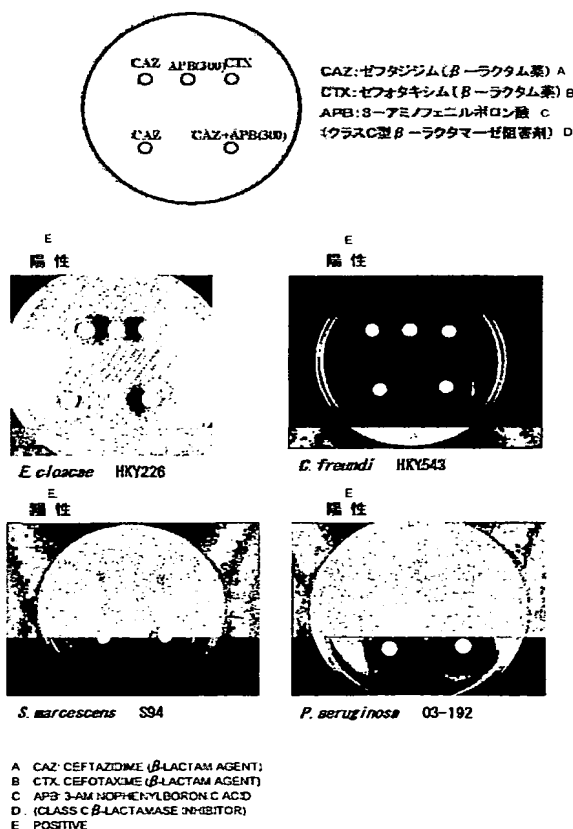 CAZ APB(300) CTX
CAZ CAZ+APB(300)
CAZ:ゼフタジジム(β-ラクタム薬) A
CTX:ゼフォタキシム(β-ラクタム薬) B
APB:3-アミノフェニルボロン酸 C
(クラスC型β-ラクタマーゼ阻害剤) D
E
陽性
E
陽性
E. cloacae HKY226
C. freundi HKY543
E
陽性
E
陽性
S. marcescens S94
P. aeruginosa 03-192
A CAZ: CEFTAZIDIME (β-LACTAM AGENT)
B CTX: CEFOTAXIME (β-LACTAM AGENT)
C APB: 3-AMINOPHENYLBORONIC ACID
D (CLASS C β-LACTAMASE INHIBITOR)
E POSITIVE